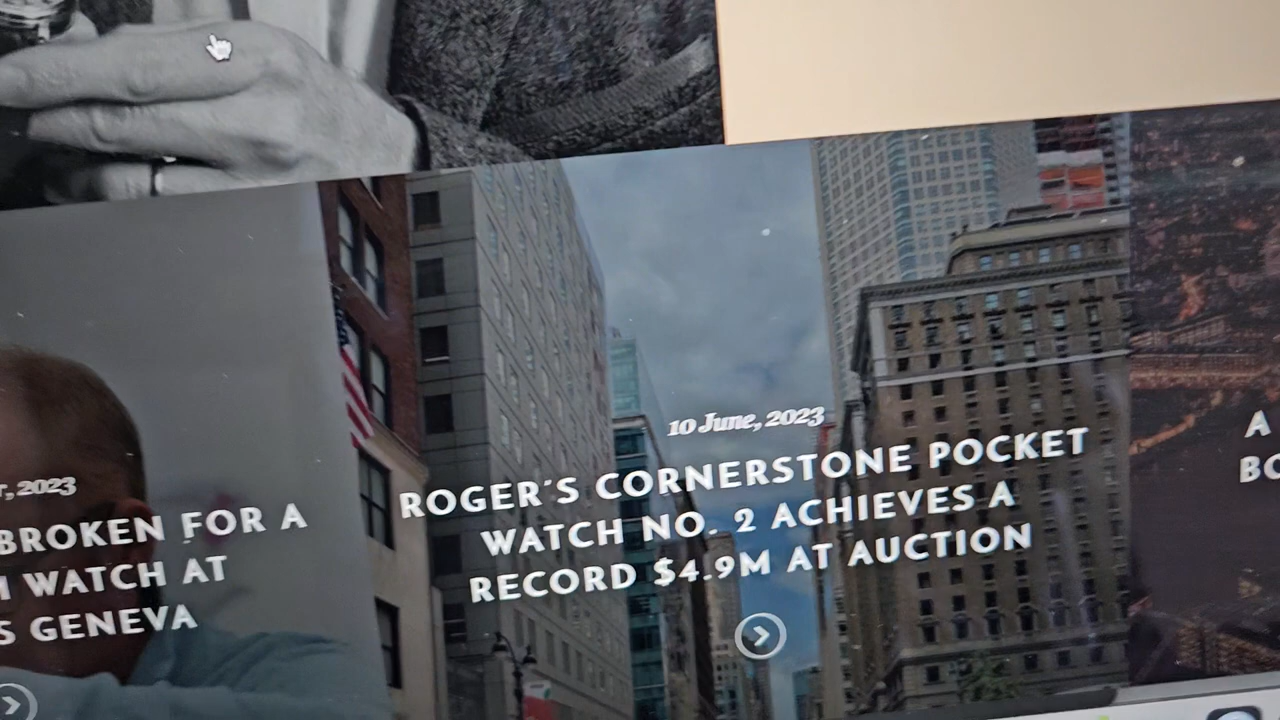 10 June, 2023
ROGER'S CORNERSTONE POCKET
WATCH NO. 2 ACHIEVES A
RECORD $4.9M AT AUCTION
2023
BROKEN FOR A
WATCH AT
GENEVA
A